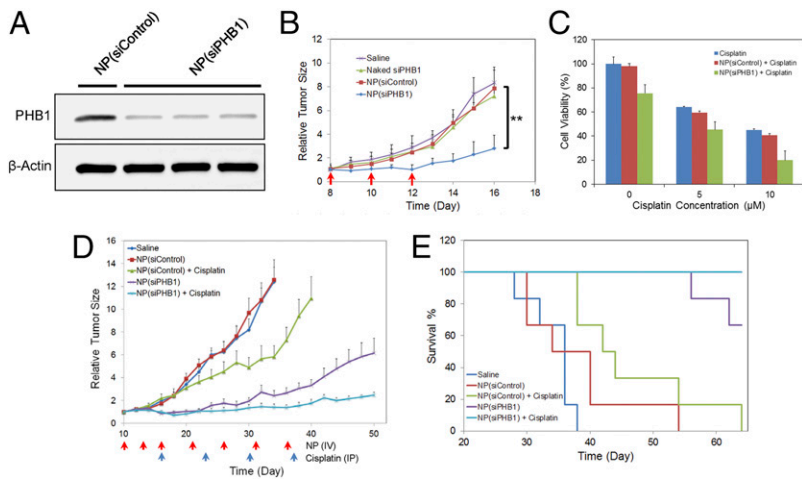 A
NP(siControl)
NP(siPHB1)
PHB1
β-Actin
B
Relative Tumor Size
12
10
8
6
4
2
0
Saline
Naked siPHB1
NP(siControl)
NP(siPHB1)
**
8 10 12 14 16 18
Time (Day)
C
Cell Viability (%)
120
100
80
60
40
20
0
Cisplatin
NP(siControl) + Cisplatin
NP(siPHB1) + Cisplatin
0 5 10
Cisplatin Concentration (μM)
D
Relative Tumor Size
16
14
12
10
8
6
4
2
0
Saline
NP(siControl)
NP(siControl) + Cisplatin
NP(siPHB1)
NP(siPHB1) + Cisplatin
10 20 30 40 50
NP (IV)
Cisplatin (IP)
Time (Day)
E
Survival %
120
100
80
60
40
20
0
Saline
NP(siControl)
NP(siControl) + Cisplatin
NP(siPHB1)
NP(siPHB1) + Cisplatin
20 30 40 50 60
Time (Day)